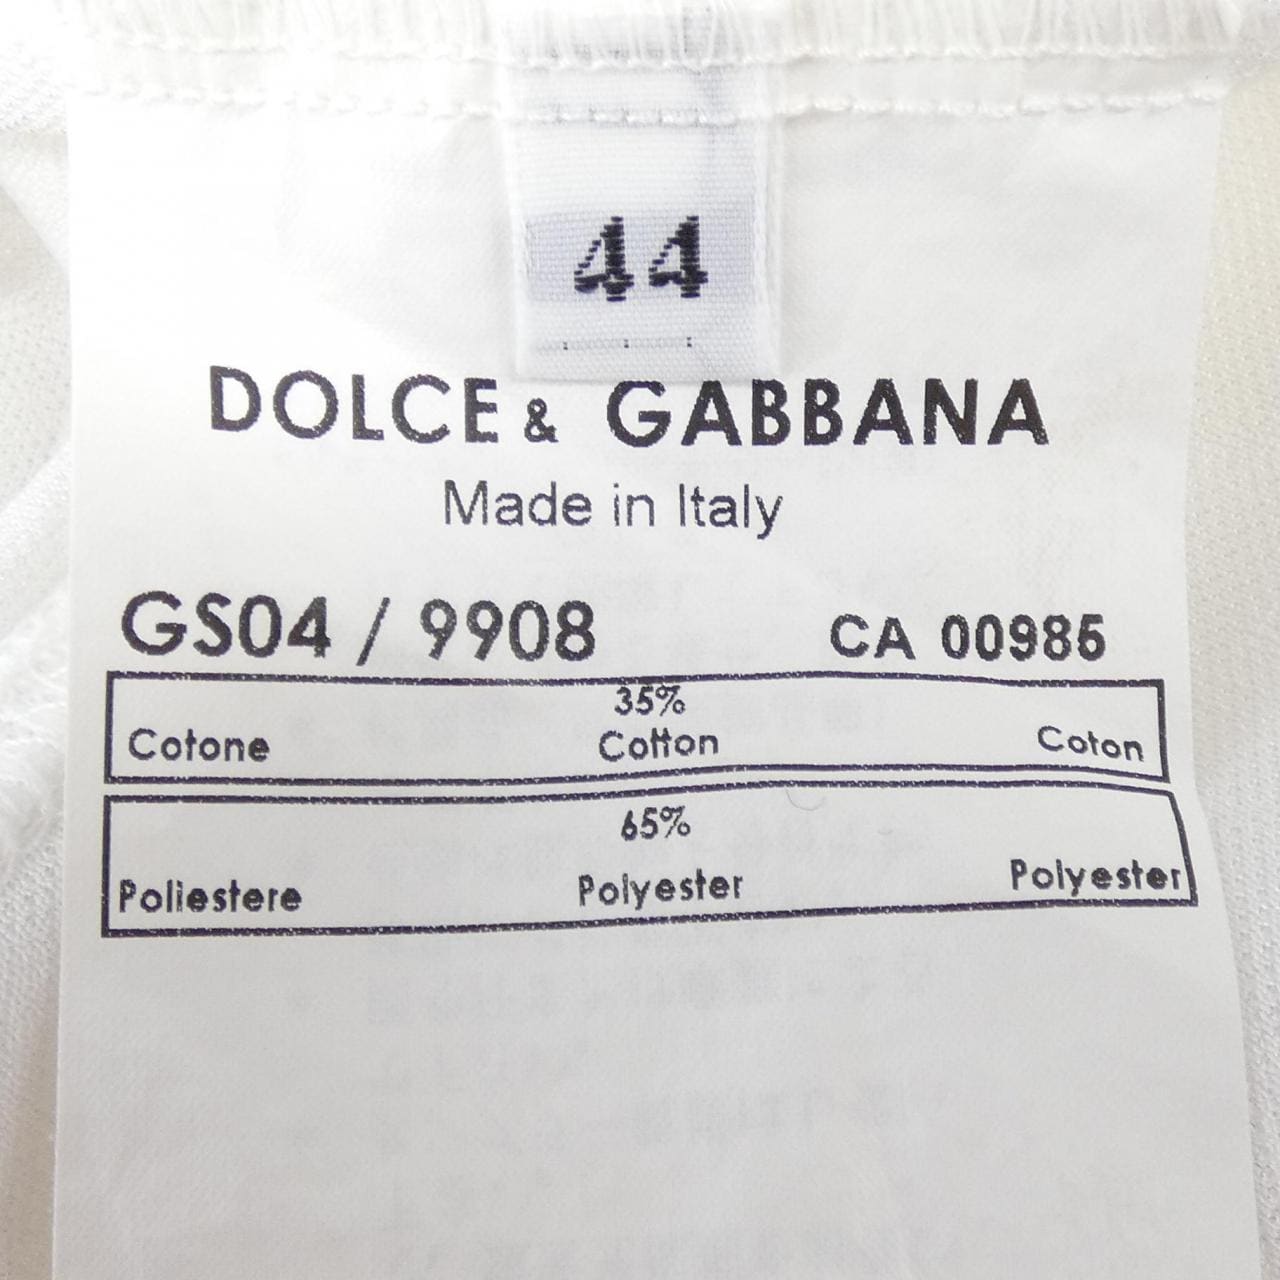 44
DOLCE & GABBANA
Made in Italy
GS04 / 9908 CA 00985
35%
Cotone Cotton Coton
65%
Poliestere Polyester Polyester